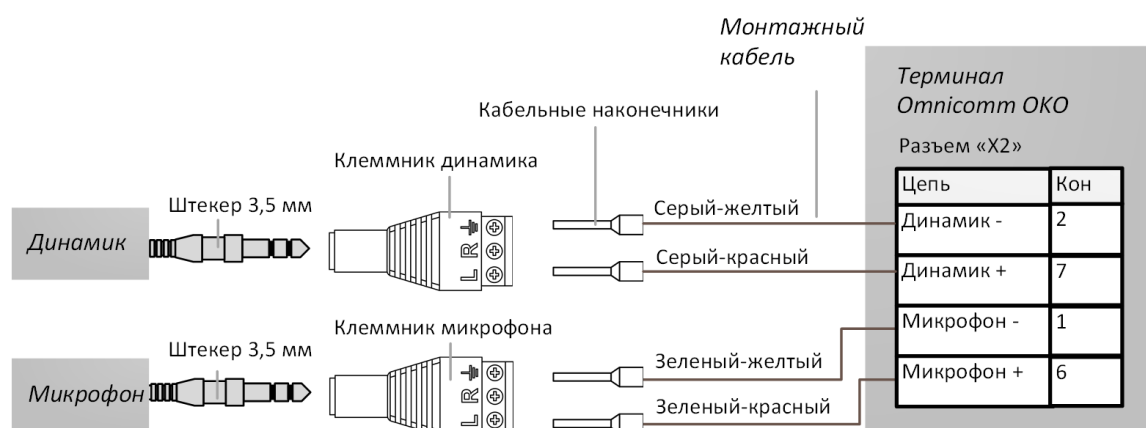 Монтажный
кабель
Терминал
Omnicomm ОКО
Кабельные наконечники
Разъем «X2»
Клеммник динамика
Цепь Кон
Штекер 3,5 мм
Серый-желтый
Динамик - 2
Динамик
L R
Серый-красный
Динамик + 7
Клеммник микрофона
Микрофон - 1
Штекер 3,5 мм
Зеленый-желтый
Микрофон + 6
Микрофон
L R
Зеленый-красный